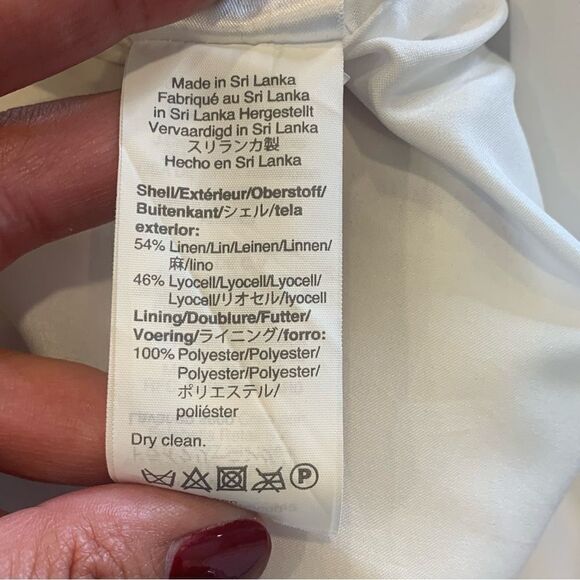 Made in Sri Lanka
Fabriqué au Sri Lanka
in Sri Lanka Hergestellt
Vervaardigd in Sri Lanka
スリランカ製
Hecho en Sri Lanka
Shell/Extérieur/Oberstoff/
Buitenkant/シェル/tela
exterior:
54% Linen/Lin/Leinen/Linnen/
麻/lino
46% Lyocell/Lyocell/Lyocell/
Lyocell/リオセル/lyocell
Lining/Doublure/Futter/
Voering/ライニング/forro:
100% Polyester/Polyester/
Polyester/Polyester/
ポリエステル/
poliéster
Dry clean.
P